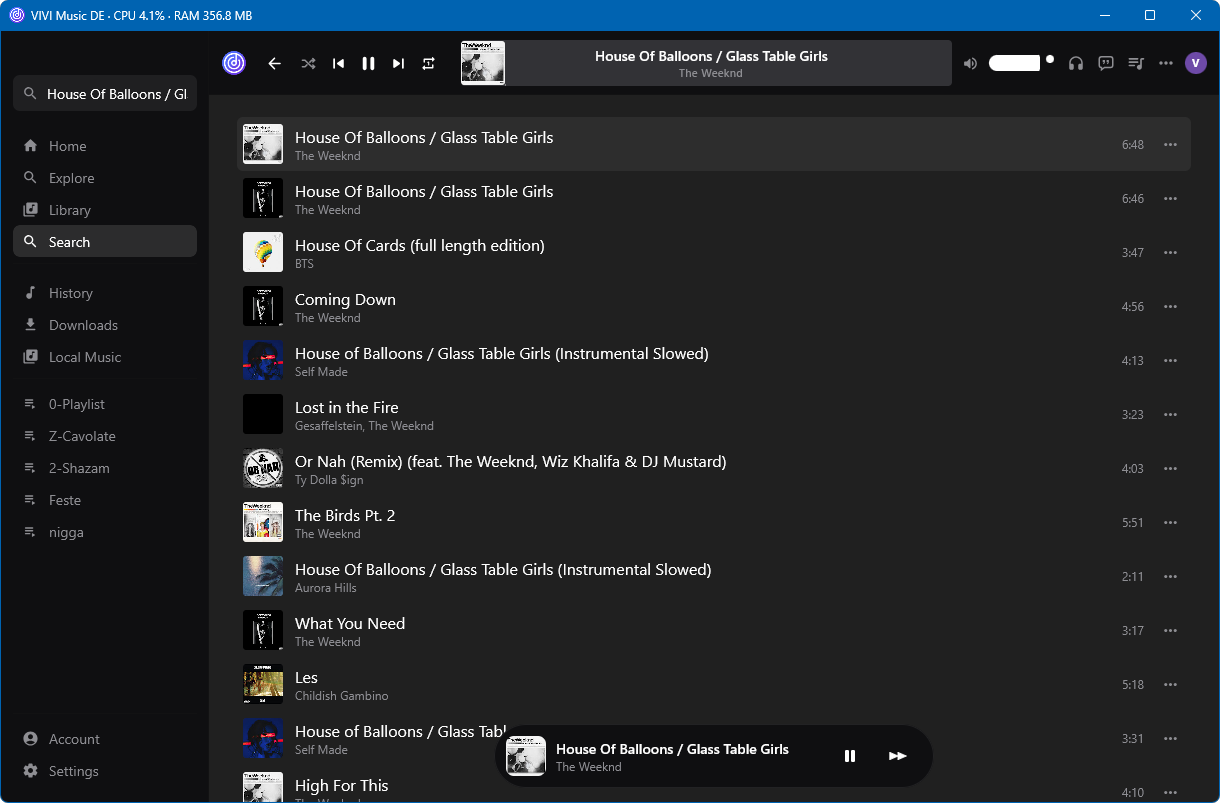 VIVI Music DE · CPU 4.1% · RAM 356.8 MB
House Of Balloons / Gl
Home
Explore
Library
Search
History
Downloads
Local Music
0-Playlist
Z-Cavolate
2-Shazam
Feste
nigga
Account
Settings
House Of Balloons / Glass Table Girls
The Weeknd
V
House Of Balloons / Glass Table Girls
The Weeknd
6:48
House Of Balloons / Glass Table Girls
The Weeknd
6:46
House Of Cards (full length edition)
BTS
3:47
Coming Down
The Weeknd
4:56
House of Balloons / Glass Table Girls (Instrumental Slowed)
Self Made
4:13
Lost in the Fire
Gesaffelstein, The Weeknd
3:23
Or Nah (Remix) (feat. The Weeknd, Wiz Khalifa & DJ Mustard)
Ty Dolla $ign
4:03
The Birds Pt. 2
The Weeknd
5:51
House Of Balloons / Glass Table Girls (Instrumental Slowed)
Aurora Hills
2:11
What You Need
The Weeknd
3:17
Les
Childish Gambino
5:18
House of Balloons / Glass Tabl
Self Made
3:31
High For This
The Weeknd
4:10
House Of Balloons / Glass Table Girls
The Weeknd